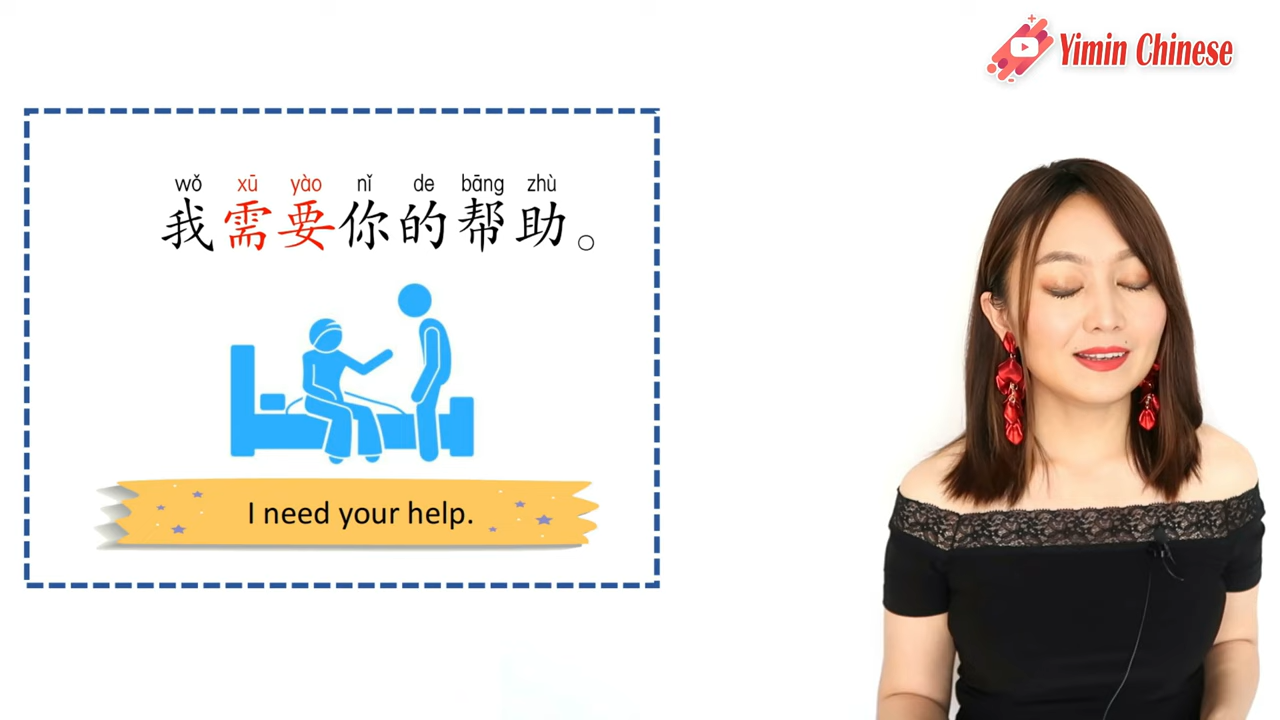 Yimin Chinese
wǒ xū yào nǐ de bāng zhù
我需要你的帮助。
I need your help.